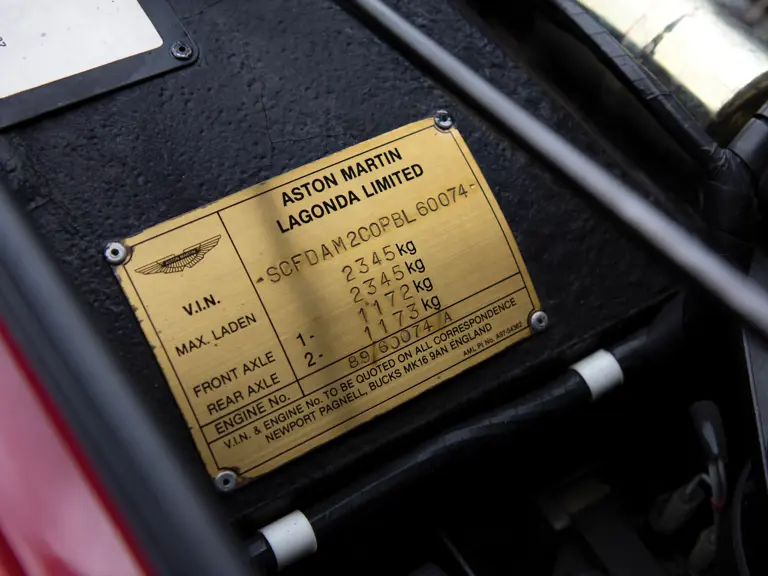 ASTON MARTIN
LAGONDA LIMITED
V.I.N. -SCFDAM2C0PBL60074-
MAX. LADEN 2345kg
2345kg
FRONT AXLE 1- 1172kg
REAR AXLE 2- 1173kg
ENGINE No. 89/60074/A
V.I.N. & ENGINE No. TO BE QUOTED ON ALL CORRESPONDENCE
NEWPORT PAGNELL, BUCKS MK16 9AN ENGLAND